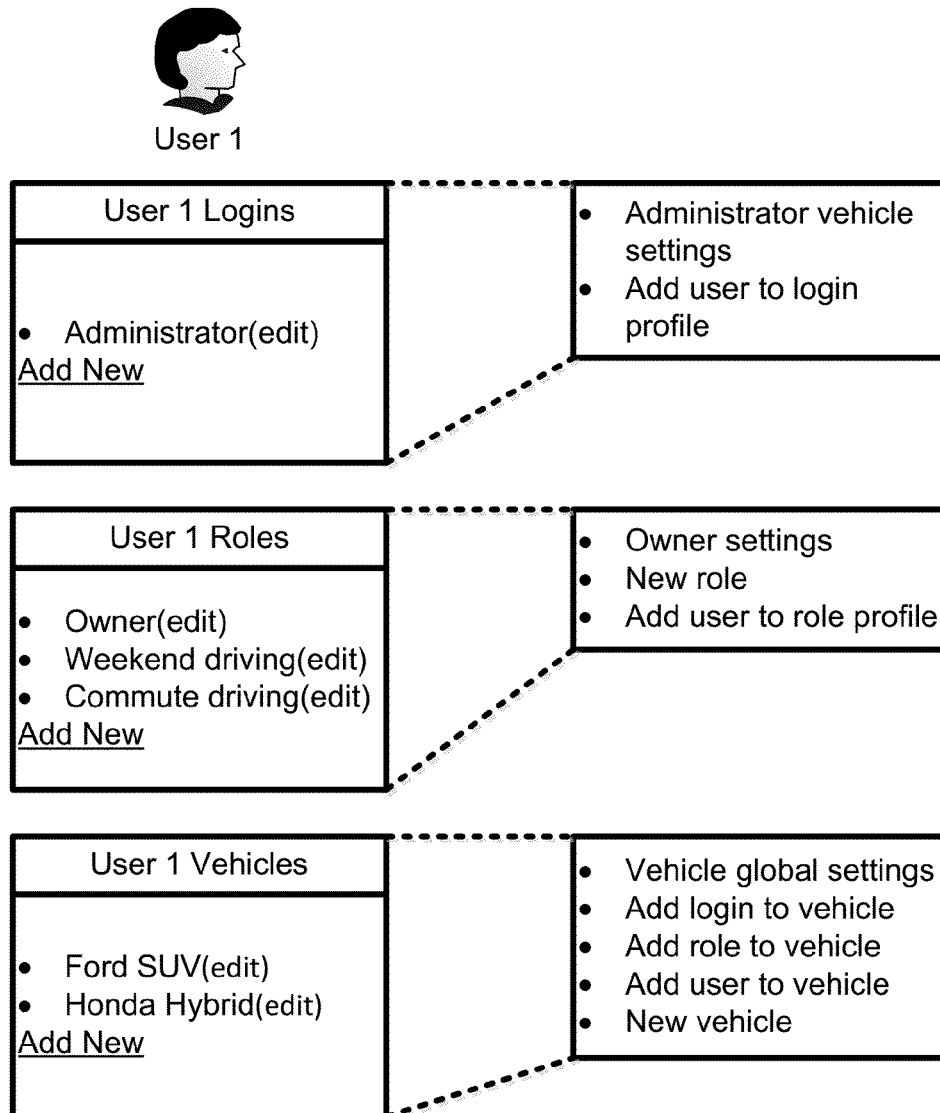 User 1
User 1 Logins
• Administrator(edit)
Add New
• Administrator vehicle
settings
• Add user to login
profile
User 1 Roles
• Owner(edit)
• Weekend driving(edit)
• Commute driving(edit)
Add New
• Owner settings
• New role
• Add user to role profile
User 1 Vehicles
• Ford SUV(edit)
• Honda Hybrid(edit)
Add New
• Vehicle global settings
• Add login to vehicle
• Add role to vehicle
• Add user to vehicle
• New vehicle